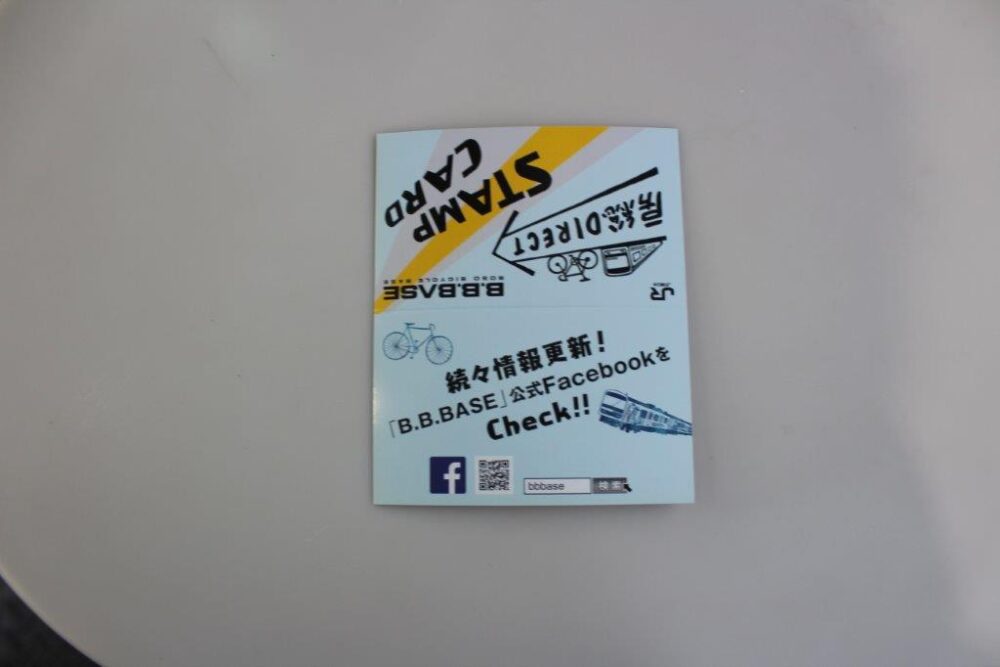 STAMP
CARD
房総DIRECT
B.B.BASE
BOSO BICYCLE BASE
JR
続々情報更新!
「B.B.BASE」公式Facebookを
Check!!
f
bbbase 検索